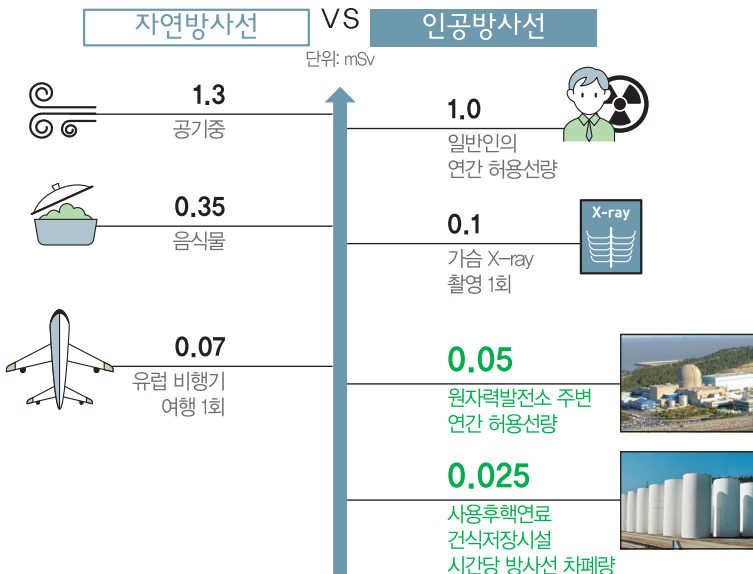 자연방사선
VS
인공방사선
단위: mSv
1.3
공기중
0.35
음식물
0.07
유럽 비행기
여행 1회
1.0
일반인의
연간 허용선량
0.1
가슴 X-ray
촬영 1회
X-ray
0.05
원자력발전소 주변
연간 허용선량
0.025
사용후핵연료
건식저장시설
시간당 방사선 차폐량